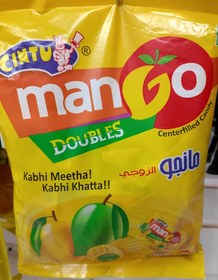 CINTU ®
manGo
DOUBLES
Centerfilled Candy
Kabhi Meetha!
Kabhi Khatta!!
مانجو الزوجي